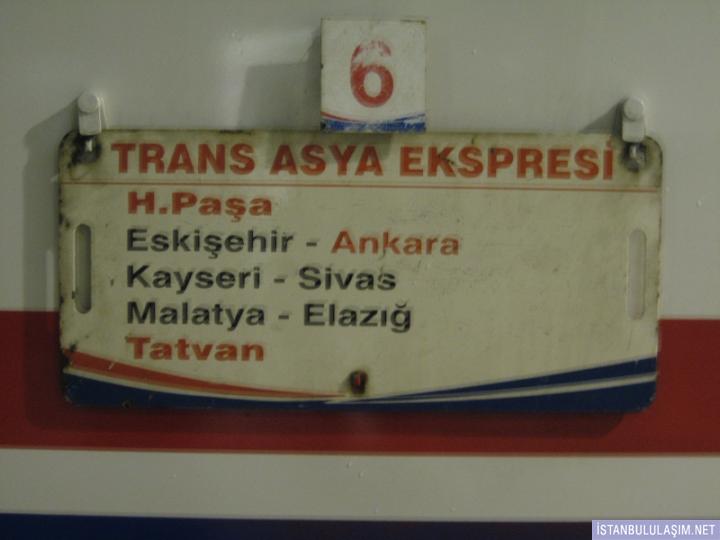 6
TRANS ASYA EKSPRESİ
H.Paşa
Eskişehir - Ankara
Kayseri - Sivas
Malatya - Elazığ
Tatvan
İSTANBULULAŞIM.NET